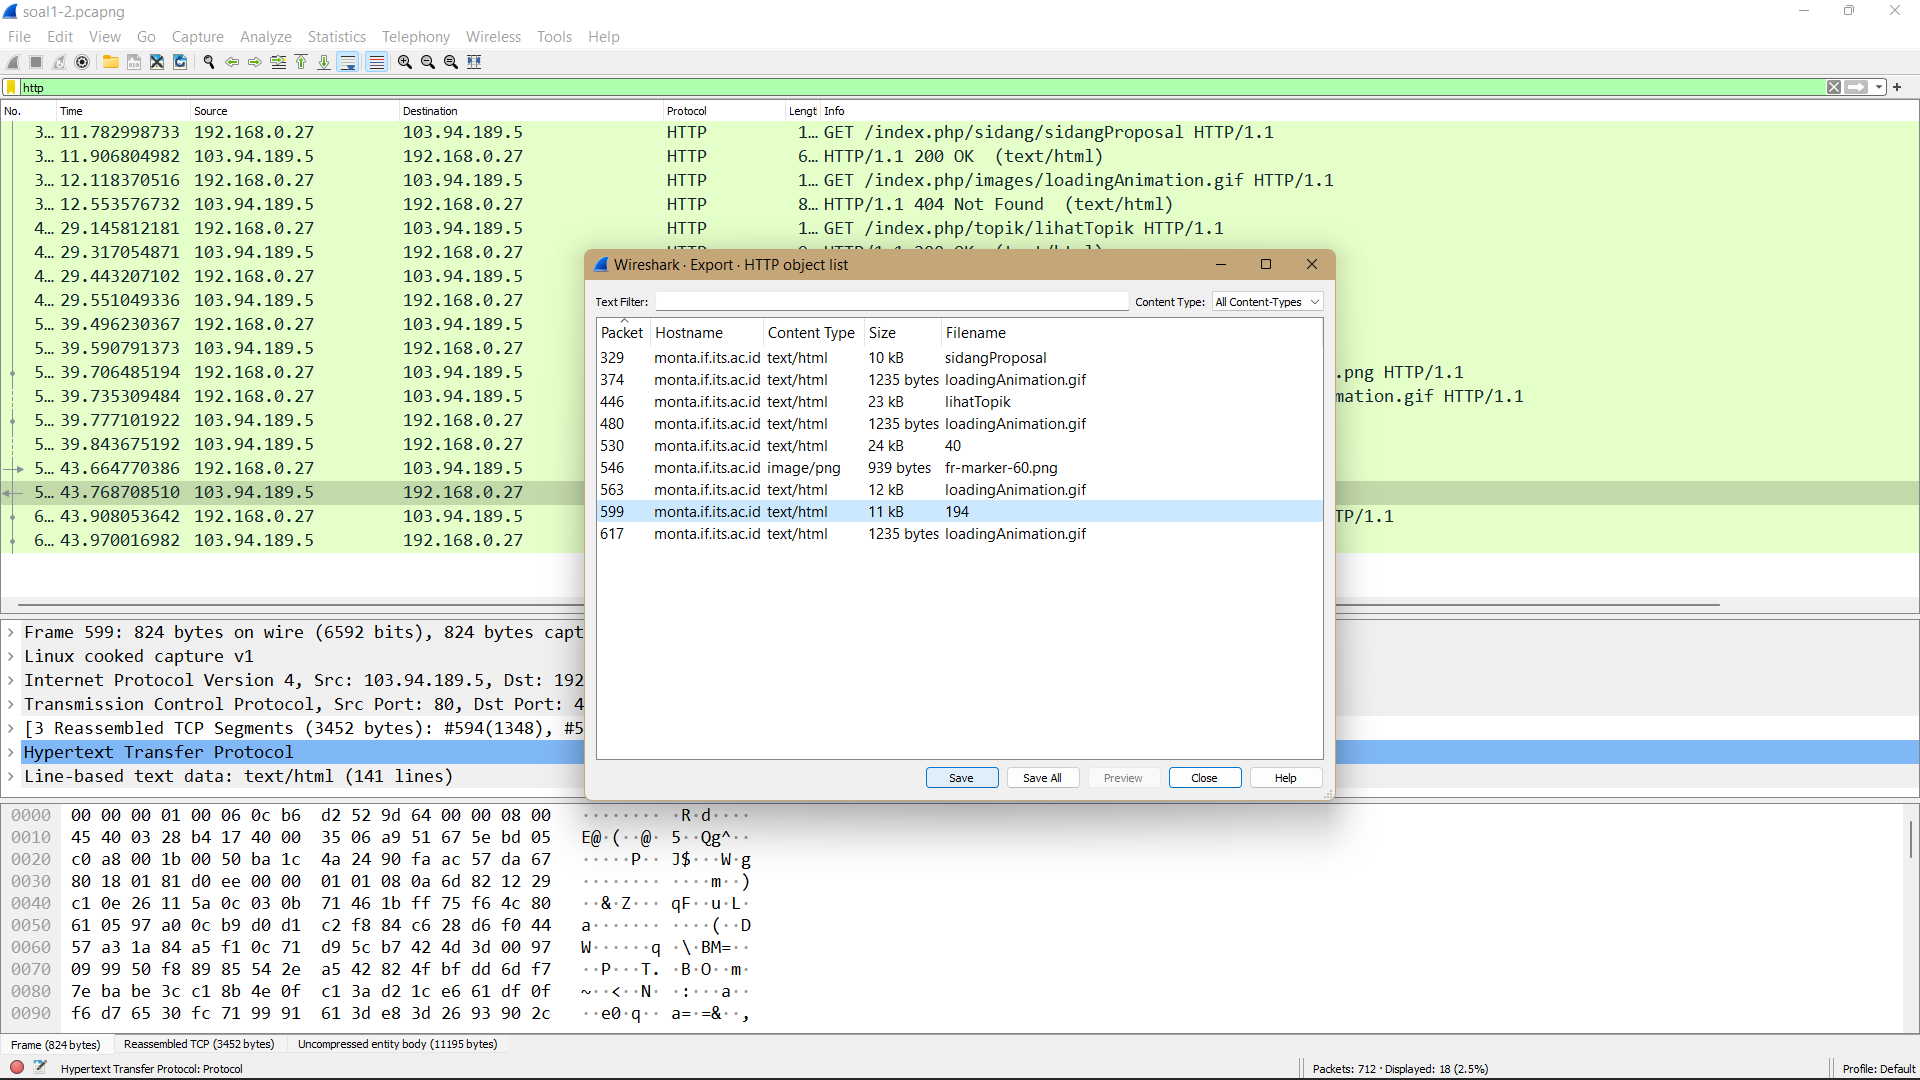 soal1-2.pcapng
File Edit View Go Capture Analyze Statistics Telephony Wireless Tools Help
http
No. Time Source Destination Protocol Lengt Info
3... 11.782998733 192.168.0.27 103.94.189.5 HTTP 1... GET /index.php/sidang/sidangProposal HTTP/1.1
3... 11.906804982 103.94.189.5 192.168.0.27 HTTP 6... HTTP/1.1 200 OK (text/html)
3... 12.118370516 192.168.0.27 103.94.189.5 HTTP 1... GET /index.php/images/loadingAnimation.gif HTTP/1.1
3... 12.553576732 103.94.189.5 192.168.0.27 HTTP 8... HTTP/1.1 404 Not Found (text/html)
4... 29.145812181 192.168.0.27 103.94.189.5 HTTP 1... GET /index.php/topik/lihatTopik HTTP/1.1
4... 29.317054871 103.94.189.5 192.168.0.27
4... 29.443207102 192.168.0.27 103.94.189.5
4... 29.551049336 103.94.189.5 192.168.0.27
5... 39.496230367 192.168.0.27 103.94.189.5
5... 39.590791373 103.94.189.5 192.168.0.27
5... 39.706485194 192.168.0.27 103.94.189.5 .png HTTP/1.1
5... 39.735309484 192.168.0.27 103.94.189.5 mation.gif HTTP/1.1
5... 39.777101922 103.94.189.5 192.168.0.27
5... 39.843675192 103.94.189.5 192.168.0.27
5... 43.664770386 192.168.0.27 103.94.189.5
5... 43.768708510 103.94.189.5 192.168.0.27
6... 43.908053642 192.168.0.27 103.94.189.5 TP/1.1
6... 43.970016982 103.94.189.5 192.168.0.27
Wireshark · Export · HTTP object list
Text Filter: Content Type: All Content-Types
Packet Hostname Content Type Size Filename
329 monta.if.its.ac.id text/html 10 kB sidangProposal
374 monta.if.its.ac.id text/html 1235 bytes loadingAnimation.gif
446 monta.if.its.ac.id text/html 23 kB lihatTopik
480 monta.if.its.ac.id text/html 1235 bytes loadingAnimation.gif
530 monta.if.its.ac.id text/html 24 kB 40
546 monta.if.its.ac.id image/png 939 bytes fr-marker-60.png
563 monta.if.its.ac.id text/html 12 kB loadingAnimation.gif
599 monta.if.its.ac.id text/html 11 kB 194
617 monta.if.its.ac.id text/html 1235 bytes loadingAnimation.gif
Save Save All Preview Close Help
Frame 599: 824 bytes on wire (6592 bits), 824 bytes capt
Linux cooked capture v1
Internet Protocol Version 4, Src: 103.94.189.5, Dst: 192
Transmission Control Protocol, Src Port: 80, Dst Port: 4
[3 Reassembled TCP Segments (3452 bytes): #594(1348), #5
Hypertext Transfer Protocol
Line-based text data: text/html (141 lines)
0000 00 00 00 01 00 06 0c b6 d2 52 9d 64 00 00 08 00 ········ ·R·d····
0010 45 40 03 28 b4 17 40 00 35 06 a9 51 67 5e bd 05 E@·(··@· 5··Qg^··
0020 c0 a8 00 1b 00 50 ba 1c 4a 24 90 fa ac 57 da 67 ·····P·· J$···W·g
0030 80 18 01 81 d0 ee 00 00 01 01 08 0a 6d 82 12 29 ········ ····m··)
0040 c1 0e 26 11 5a 0c 03 0b 71 46 1b ff 75 f6 4c 80 ··&·Z··· qF··u·L·
0050 61 05 97 a0 0c b9 d0 d1 c2 f8 84 c6 28 d6 f0 44 a······· ····(··D
0060 57 a3 1a 84 a5 f1 0c 71 d9 5c b7 42 4d 3d 00 97 W······q ·\·BM=··
0070 09 99 50 f8 89 85 54 2e a5 42 82 4f bf dd 6d f7 ··P···T. ·B·O··m·
0080 7e ba be 3c c1 8b 4e 0f c1 3a d2 1c e6 61 df 0f ~··<··N· ·:···a··
0090 f6 d7 65 30 fc 71 99 91 61 3d e8 3d 26 93 90 2c ··e0·q·· a=·=&··,
Frame (824 bytes) Reassembled TCP (3452 bytes) Uncompressed entity body (11195 bytes)
Hypertext Transfer Protocol: Protocol Packets: 712 · Displayed: 18 (2.5%) Profile: Default